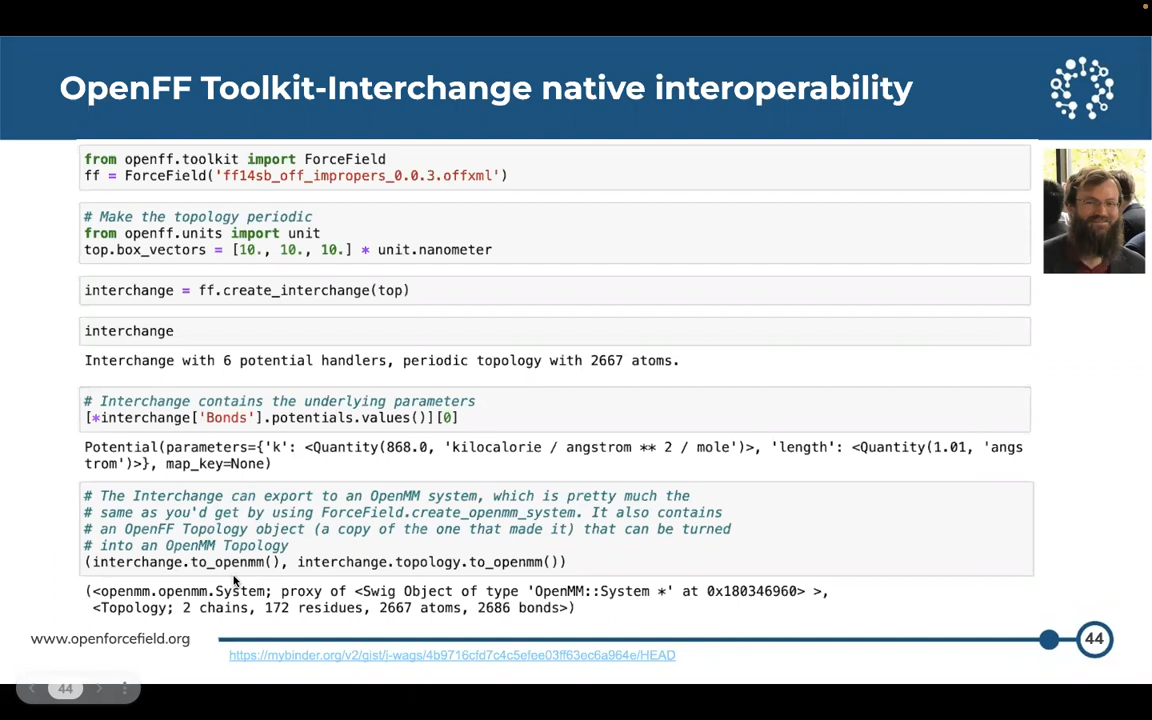 OpenFF Toolkit-Interchange native interoperability
from openff.toolkit import ForceField
ff = ForceField('ff14sb_off_impropers_0.0.3.offxml')
# Make the topology periodic
from openff.units import unit
top.box_vectors = [10., 10., 10.] * unit.nanometer
interchange = ff.create_interchange(top)
interchange
Interchange with 6 potential handlers, periodic topology with 2667 atoms.
# Interchange contains the underlying parameters
[*interchange['Bonds'].potentials.values()][0]
Potential(parameters={'k': <Quantity(868.0, 'kilocalorie / angstrom ** 2 / mole')>, 'length': <Quantity(1.01, 'angs
trom')>}, map_key=None)
# The Interchange can export to an OpenMM system, which is pretty much the
# same as you'd get by using ForceField.create_openmm_system. It also contains
# an OpenFF Topology object (a copy of the one that made it) that can be turned
# into an OpenMM Topology
(interchange.to_openmm(), interchange.topology.to_openmm())
(<openmm.openmm.System; proxy of <Swig Object of type 'OpenMM::System *' at 0x180346960> >,
<Topology; 2 chains, 172 residues, 2667 atoms, 2686 bonds>)
www.openforcefield.org
44
https://mybinder.org/v2/gist/j-wags/4b9716cfd7c4c5efee03ff63ec6a964e/HEAD
44